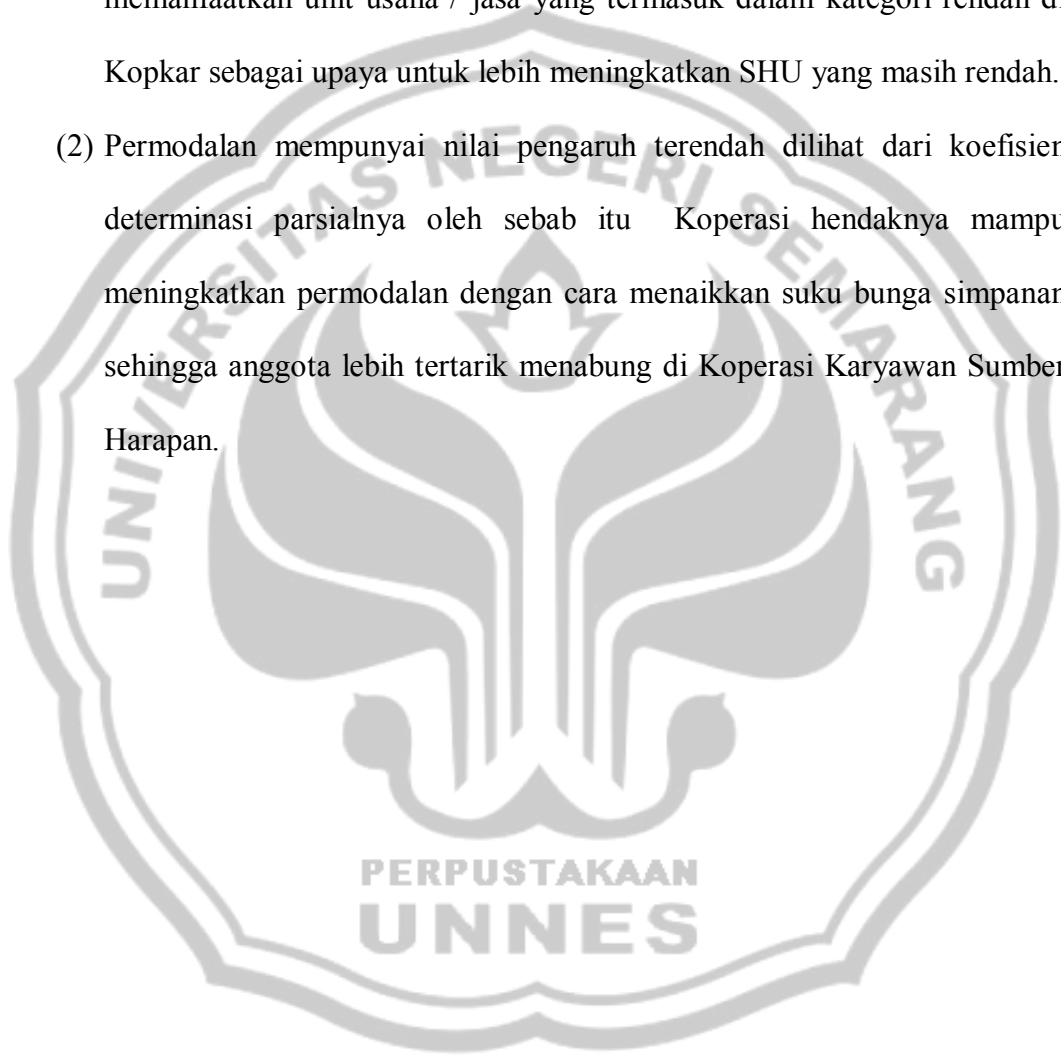 memanfaatkan unit usaha / jasa yang termasuk dalam kategori rendah di
Kopkar sebagai upaya untuk lebih meningkatkan SHU yang masih rendah.
(2) Permodalan mempunyai nilai pengaruh terendah dilihat dari koefisien
determinasi parsialnya oleh sebab itu Koperasi hendaknya mampu
meningkatkan permodalan dengan cara menaikkan suku bunga simpanan
sehingga anggota lebih tertarik menabung di Koperasi Karyawan Sumber
Harapan.
UNIVERSITAS NEGERI SEMARANG
PERPUSTAKAAN
UNNES